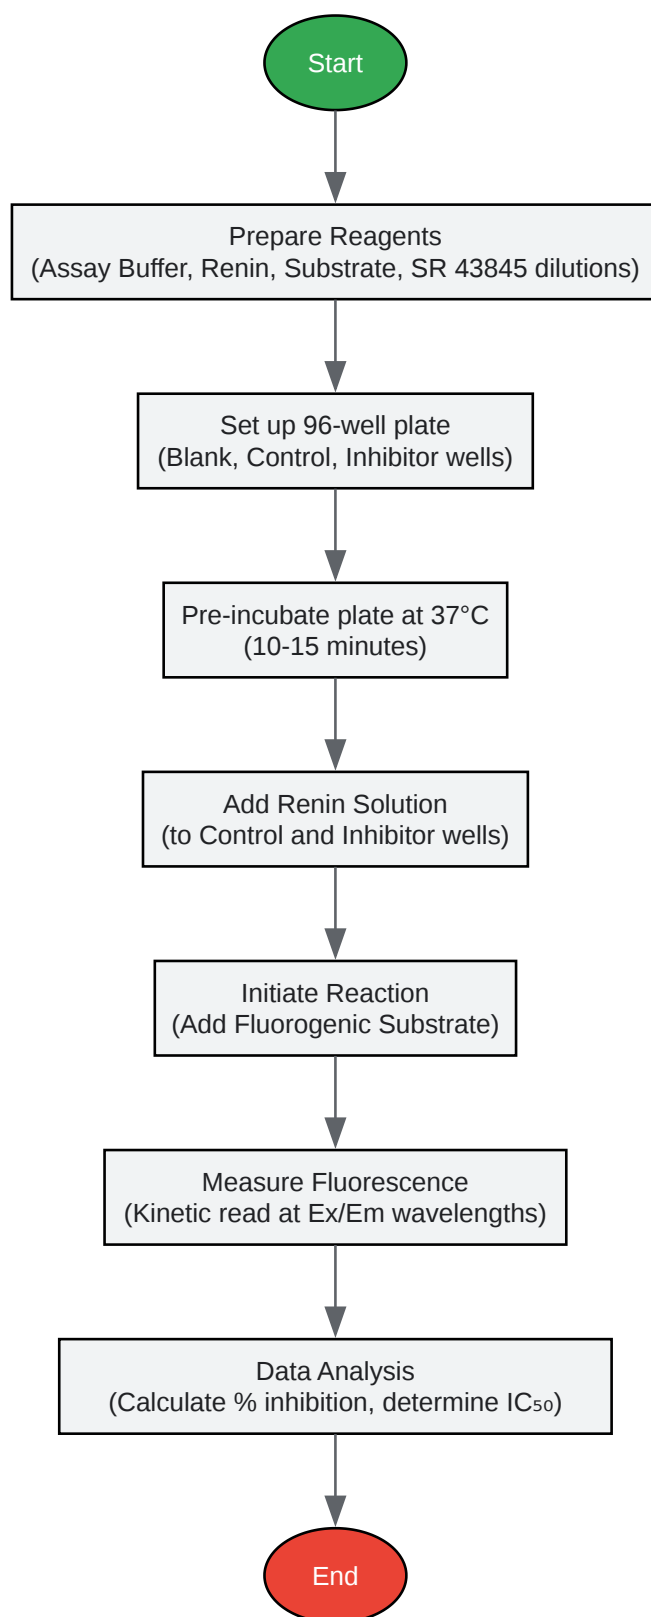 Start
Prepare Reagents
(Assay Buffer, Renin, Substrate, SR 43845 dilutions)
Set up 96-well plate
(Blank, Control, Inhibitor wells)
Pre-incubate plate at 37°C
(10-15 minutes)
Add Renin Solution
(to Control and Inhibitor wells)
Initiate Reaction
(Add Fluorogenic Substrate)
Measure Fluorescence
(Kinetic read at Ex/Em wavelengths)
Data Analysis
(Calculate % inhibition, determine IC₅₀)
End